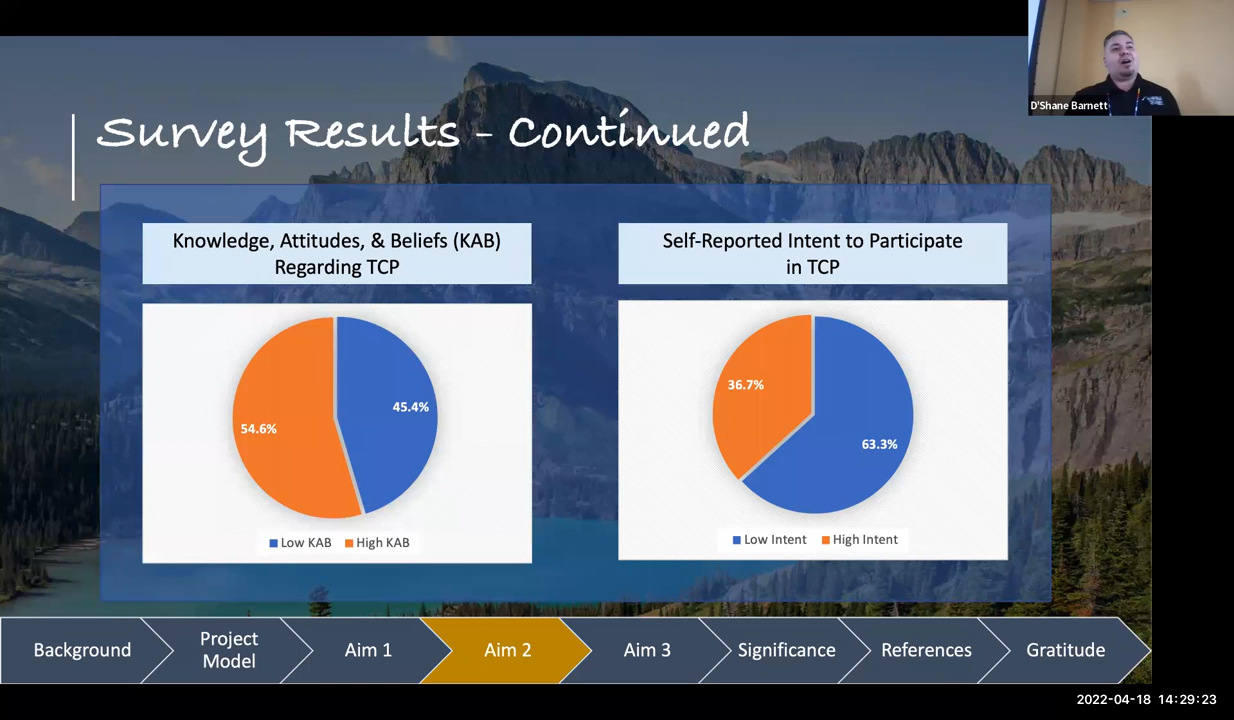 D'Shane Barnett
Survey Results - Continued
Knowledge, Attitudes, & Beliefs (KAB)
Regarding TCP
45.4%
54.6%
Low KAB High KAB
Self-Reported Intent to Participate
in TCP
36.7%
63.3%
Low Intent High Intent
Background
Project
Model
Aim 1
Aim 2
Aim 3
Significance
References
Gratitude
2022-04-18 14:29:23